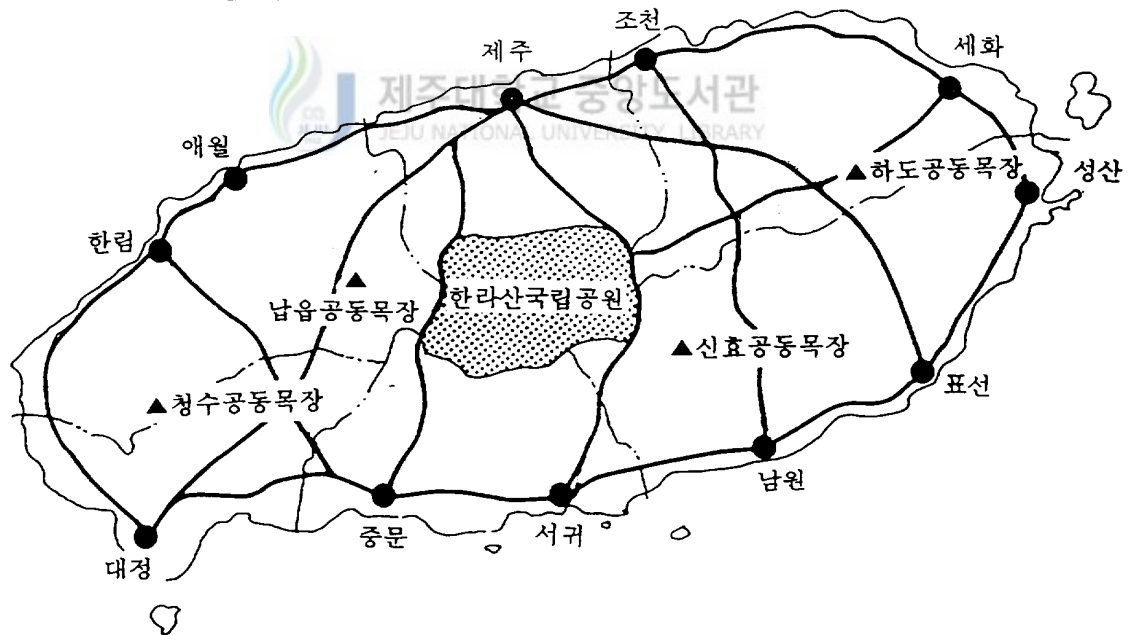 조천
제주
세화
제주대학교 중앙도서관
JEJU NATIONAL UNIVERSITY LIBRARY
애월
▲하도공동목장
성산
한림
▲
납읍공동목장
한라산국립공원
▲신효공동목장
표선
▲청수공동목장
남원
중문
서귀
대정